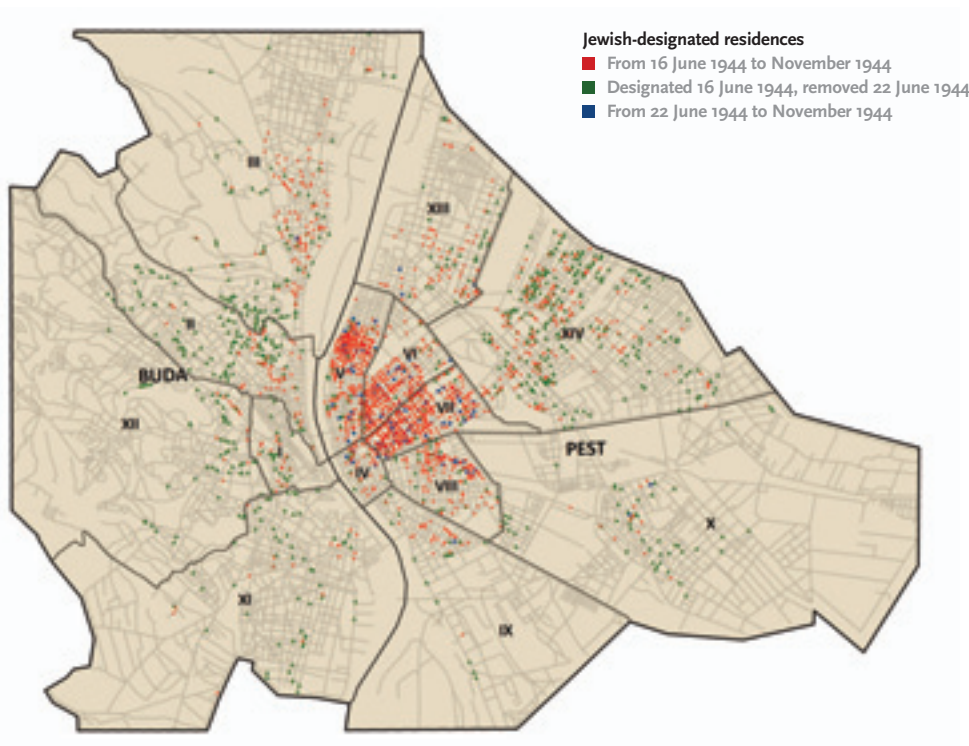 Jewish-designated residences
From 16 June 1944 to November 1944
Designated 16 June 1944, removed 22 June 1944
From 22 June 1944 to November 1944
III
XIII
II
XIV
VI
V
BUDA
VII
XII
PEST
I
IV
VIII
X
XI
IX